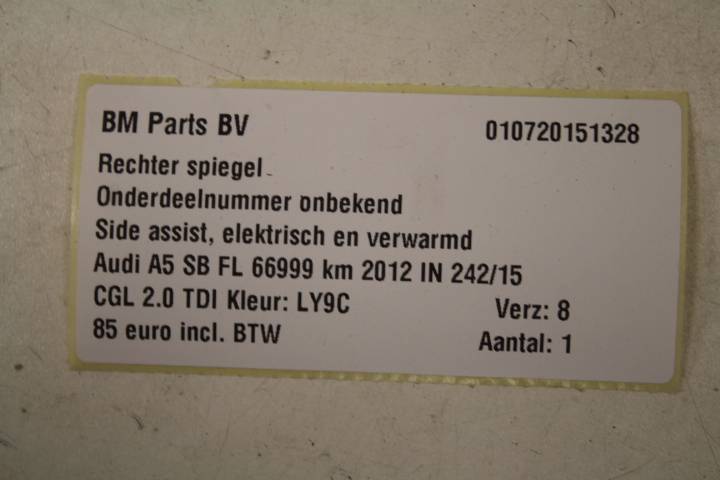 BM Parts BV 010720151328
Rechter spiegel
Onderdeelnummer onbekend
Side assist, elektrisch en verwarmd
Audi A5 SB FL 66999 km 2012 IN 242/15
CGL 2.0 TDI Kleur: LY9C Verz: 8
85 euro incl. BTW Aantal: 1